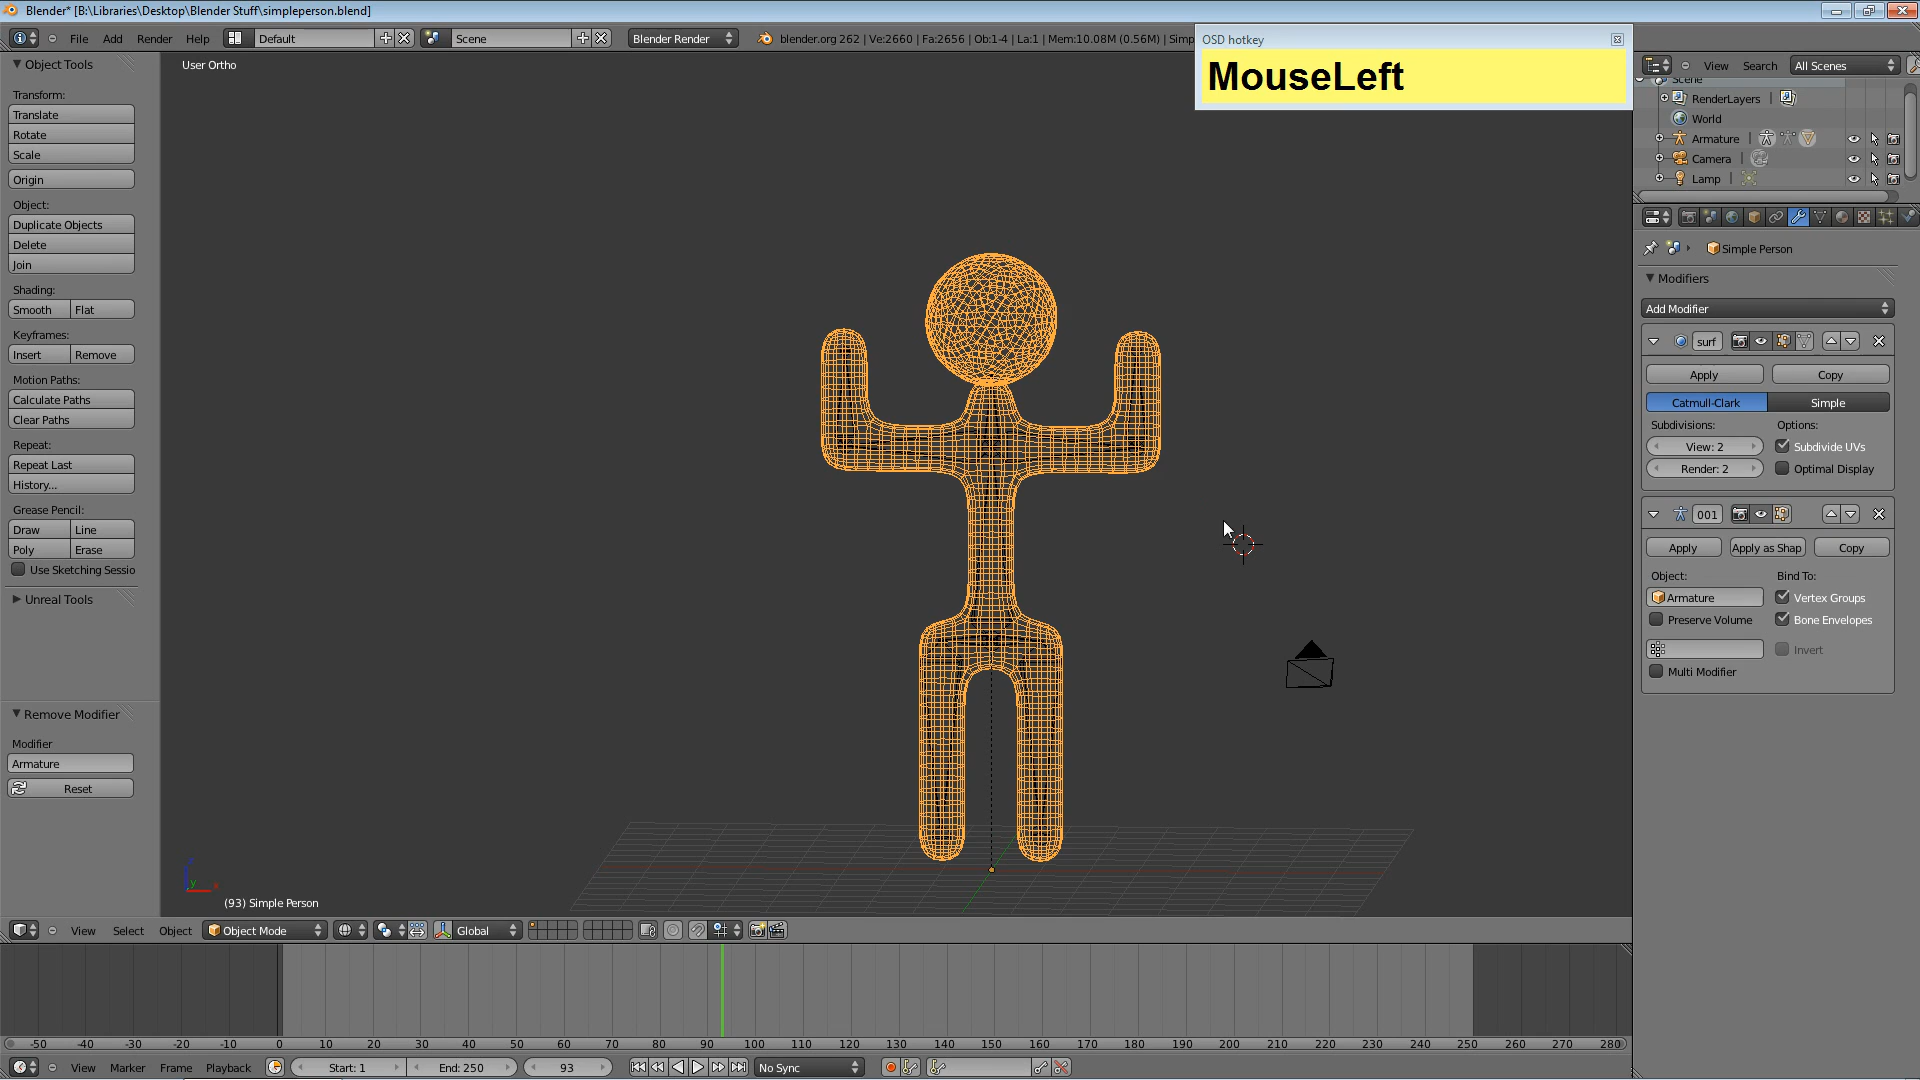 Blender* [B:\Libraries\Desktop\Blender Stuff\simpleperson.blend]
File Add Render Help Default Scene Blender Render blender.org 262 | Ve:2660 | Fa:2656 | Ob:1-4 | La:1 | Mem:10.08M (0.56M) | Simp
OSD hotkey
MouseLeft
Object Tools
User Ortho
View Search All Scenes
Scene
RenderLayers
World
Armature
Camera
Lamp
Transform:
Translate
Rotate
Scale
Origin
Object:
Duplicate Objects
Delete
Join
Shading:
Smooth Flat
Keyframes:
Insert Remove
Motion Paths:
Calculate Paths
Clear Paths
Repeat:
Repeat Last
History...
Grease Pencil:
Draw Line
Poly Erase
Use Sketching Sessio
Unreal Tools
Remove Modifier
Modifier
Armature
Reset
Simple Person
Modifiers
Add Modifier
surf
Apply Copy
Catmull-Clark Simple
Subdivisions: Options:
View: 2 Subdivide UVs
Render: 2 Optimal Display
001
Apply Apply as Shap Copy
Object: Bind To:
Armature Vertex Groups
Preserve Volume Bone Envelopes
Invert
Multi Modifier
z
y x
(93) Simple Person
View Select Object Object Mode Global
-50 -40 -30 -20 -10 0 10 20 30 40 50 60 70 80 90 100 110 120 130 140 150 160 170 180 190 200 210 220 230 240 250 260 270 280
View Marker Frame Playback Start: 1 End: 250 93 No Sync